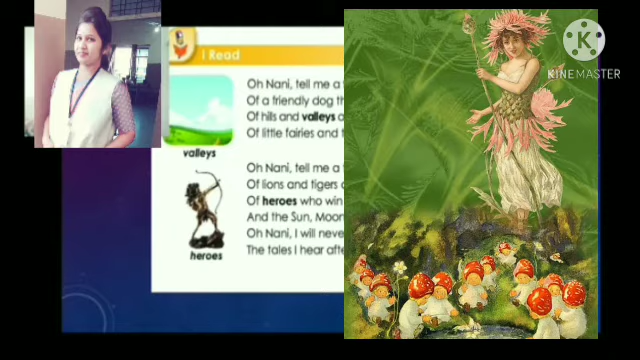 I Read
Oh Nani, tell me a
Of a friendly dog
Of hills and valleys
Of little fairies and
valleys
Oh Nani, tell me a
Of lions and tigers
Of heroes who win
And the Sun, Moon
Oh Nani, I will
The tales I hear
heroes
K
KINEMASTER